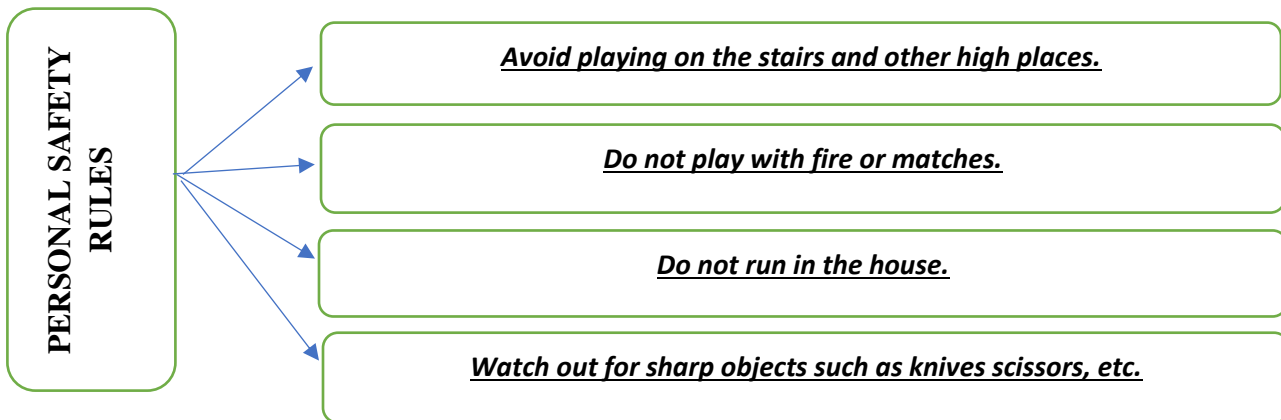 PERSONAL SAFETY
RULES
Avoid playing on the stairs and other high places.
Do not play with fire or matches.
Do not run in the house.
Watch out for sharp objects such as knives scissors, etc.